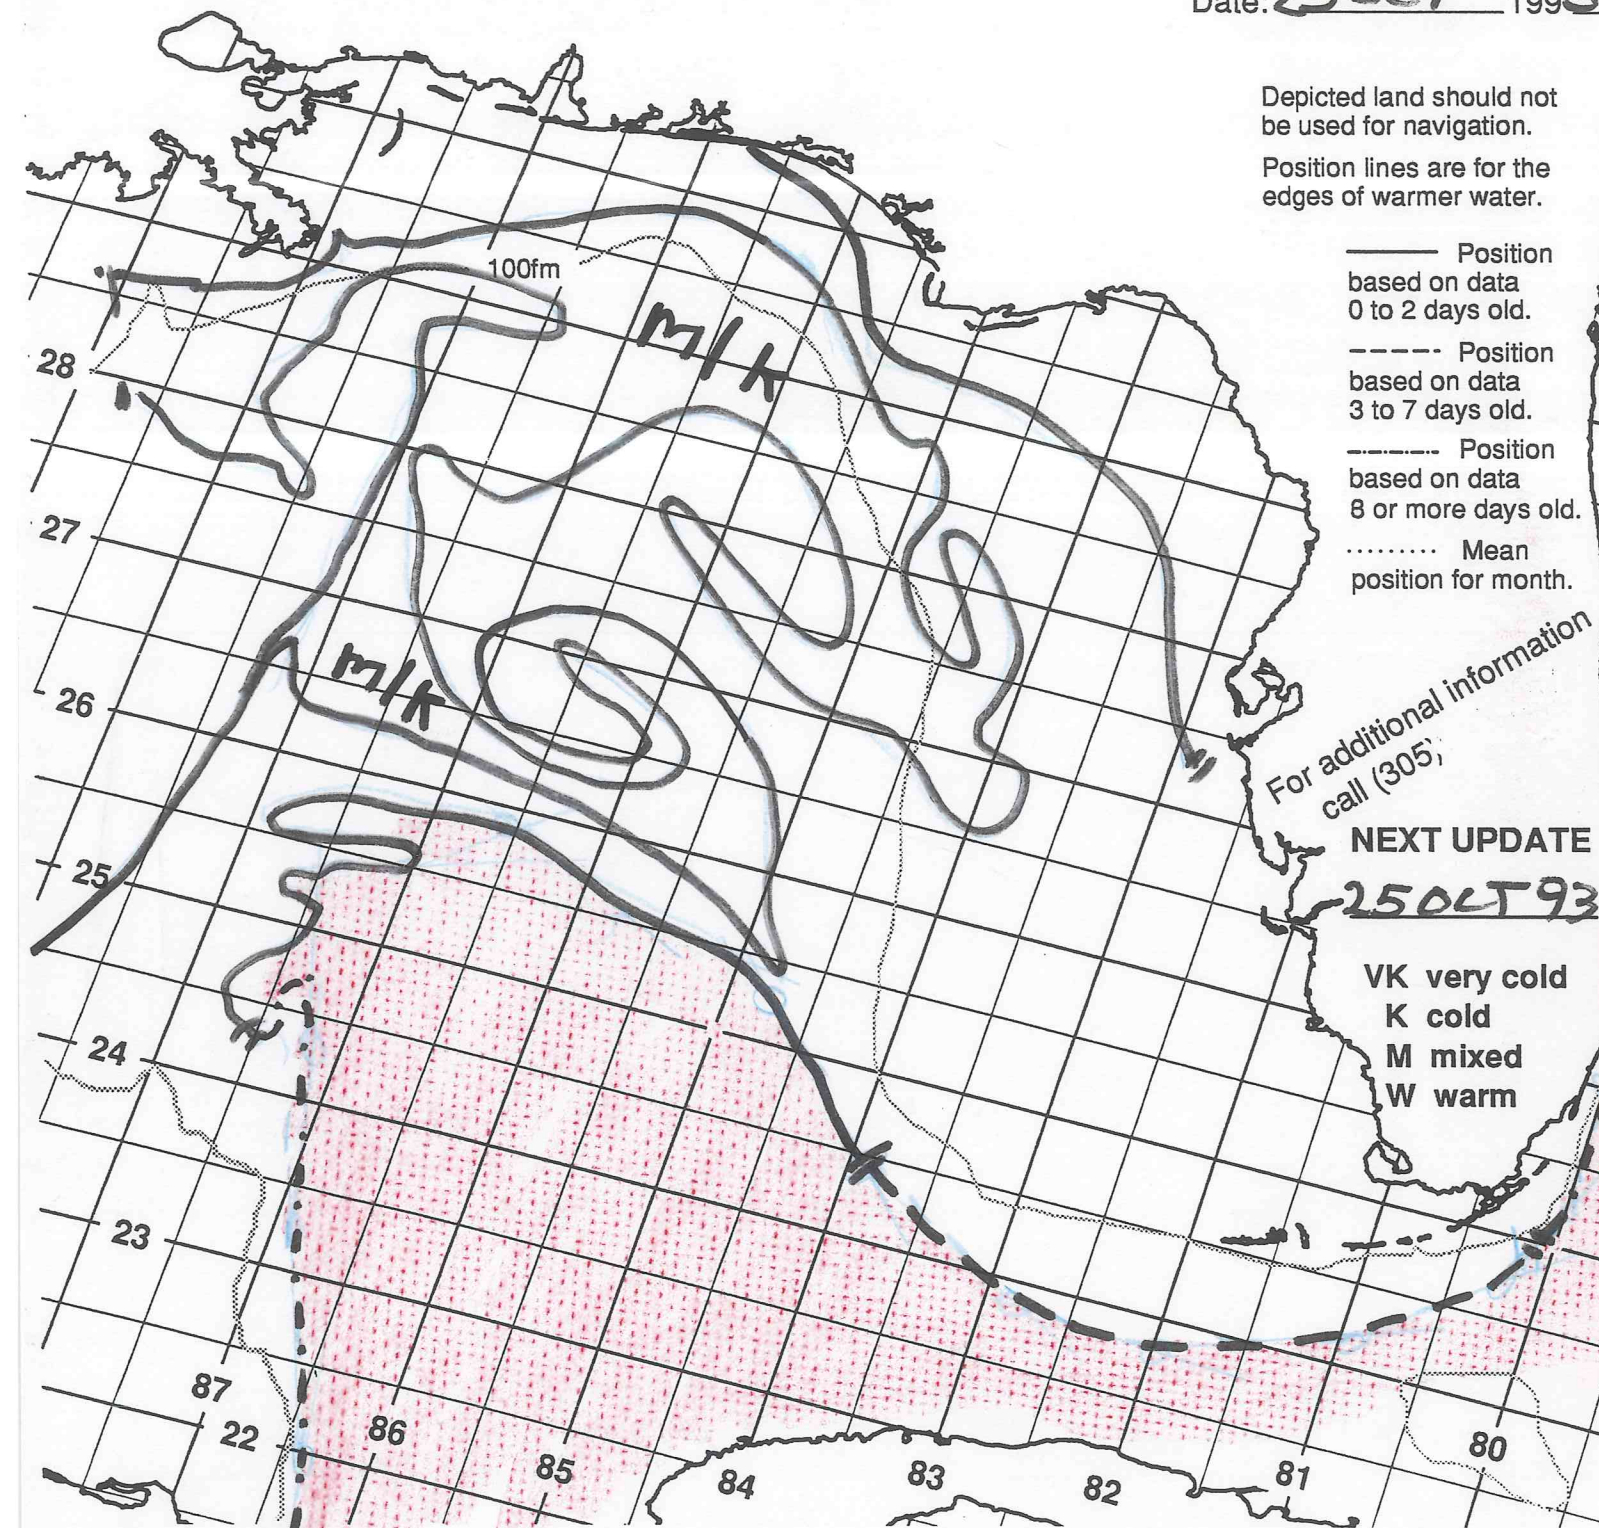 Date: 199
Depicted land should not
be used for navigation.
Position lines are for the
edges of warmer water.
Position
based on data
0 to 2 days old.
Position
based on data
3 to 7 days old.
Position
based on data
8 or more days old.
Mean
position for month.
For additional information
call (305)
NEXT UPDATE
25 OCT 93
VK very cold
K cold
M mixed
W warm
100fm
m/k
28
27
m/k
26
25
24
23
87
22
86
85
84
83
82
81
80